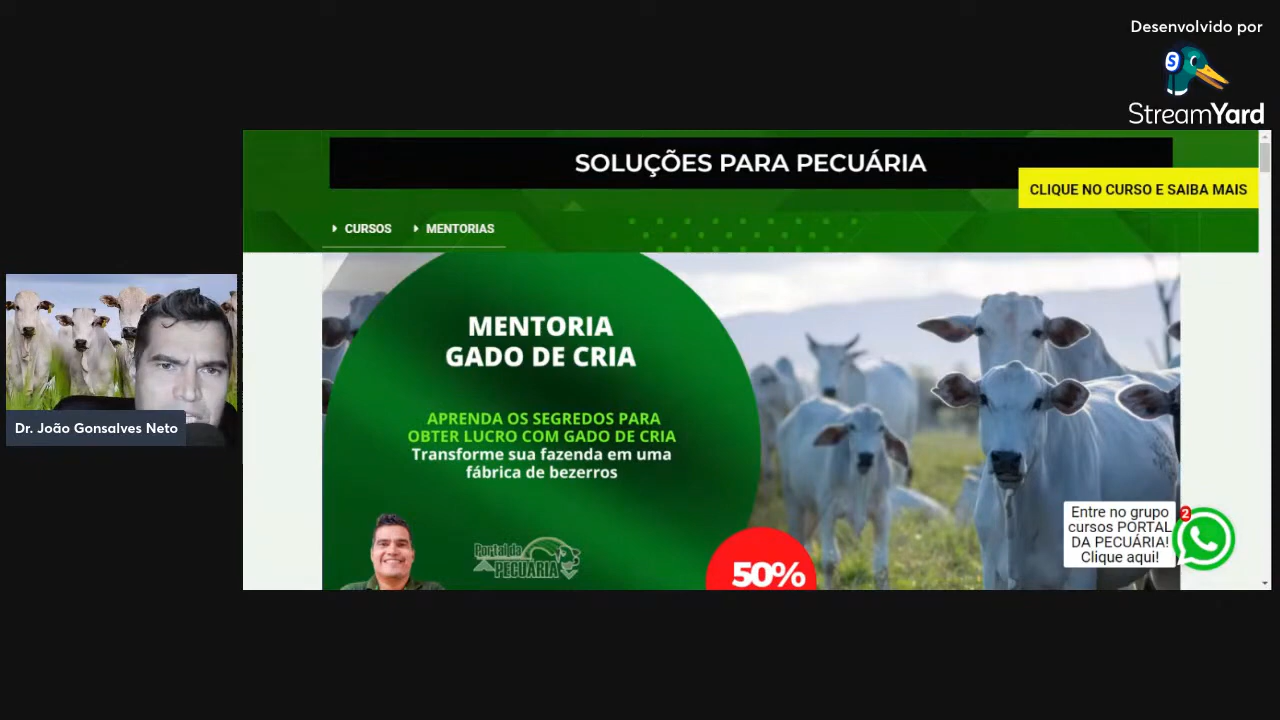 Desenvolvido por
S
StreamYard
SOLUÇÕES PARA PECUÁRIA
CLIQUE NO CURSO E SAIBA MAIS
CURSOS
MENTORIAS
MENTORIA
GADO DE CRIA
APRENDA OS SEGREDOS PARA
OBTER LUCRO COM GADO DE CRIA
Transforme sua fazenda em uma
fábrica de bezerros
Dr. João Gonsalves Neto
Portal da
PECUÁRIA
50%
Entre no grupo
cursos PORTAL
DA PECUÁRIA!
Clique aqui!
2